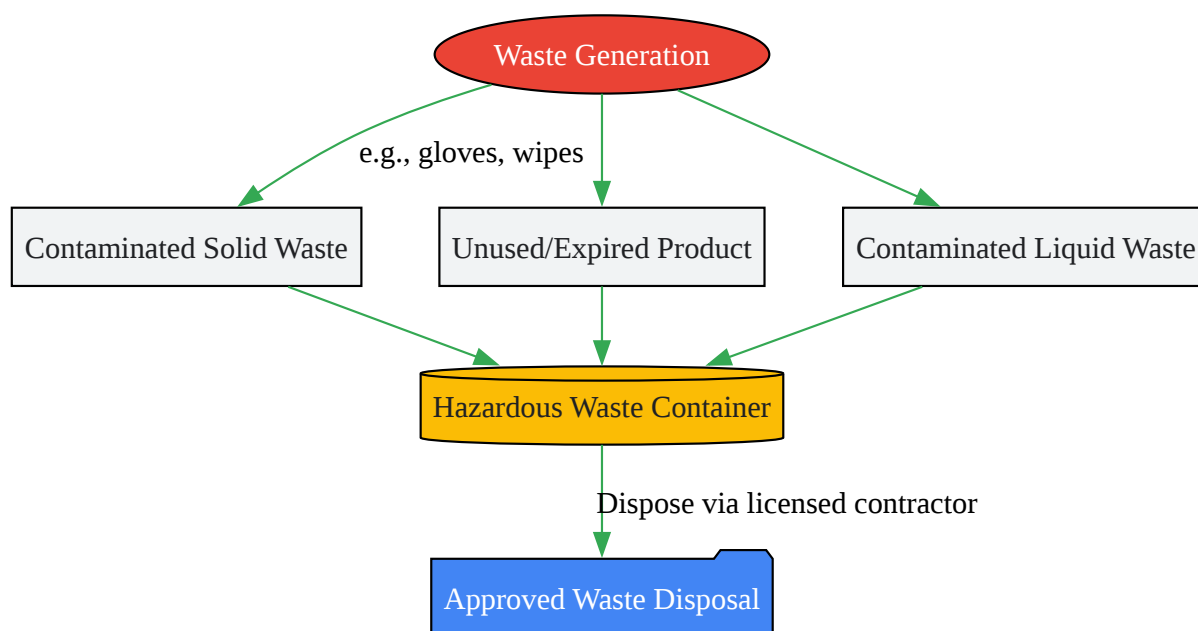 Waste Generation
e.g., gloves, wipes
Contaminated Solid Waste
Unused/Expired Product
Contaminated Liquid Waste
Hazardous Waste Container
Dispose via licensed contractor
Approved Waste Disposal